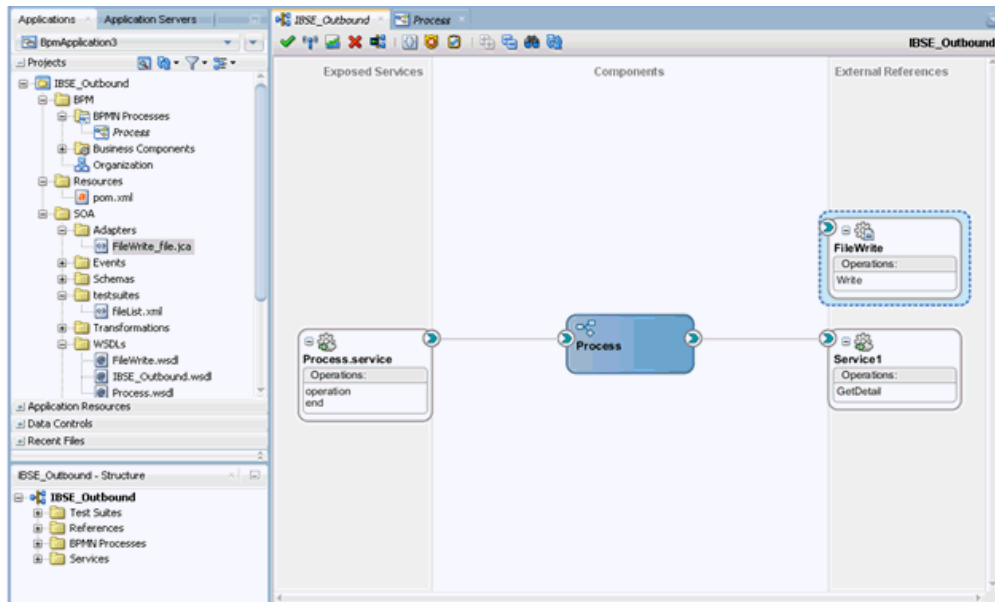 Applications
Application Servers
BpmApplication3
Projects
IBSE_Outbound
BPM
BPMN Processes
Process
Business Components
Organization
Resources
pom.xml
SOA
Adapters
FileWrite_file.jca
Events
Schemas
testsuites
fileList.xml
Transformations
WSDLs
FileWrite.wsdl
IBSE_Outbound.wsdl
Process.wsdl
Application Resources
Data Controls
Recent Files
IBSE_Outbound - Structure
IBSE_Outbound
Test Suites
References
BPMN Processes
Services
IBSE_Outbound
Process
IBSE_Outbound
Exposed Services
Components
External References
FileWrite
Operations:
Write
Process.service
Operations:
operation
end
Process
Service1
Operations:
GetDetail